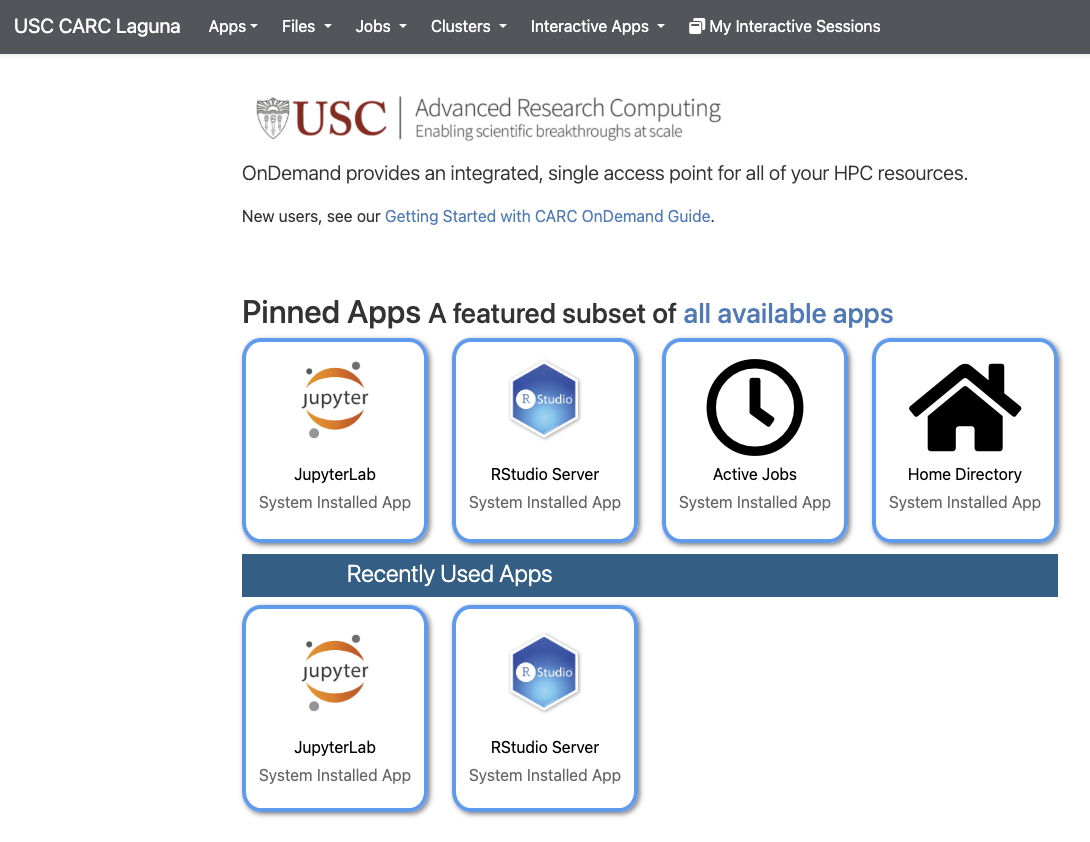 USC CARC Laguna Apps Files Jobs Clusters Interactive Apps My Interactive Sessions
USC Advanced Research Computing
Enabling scientific breakthroughs at scale
OnDemand provides an integrated, single access point for all of your HPC resources.
New users, see our Getting Started with CARC OnDemand Guide.
Pinned Apps A featured subset of all available apps
jupyter R Studio
JupyterLab RStudio Server Active Jobs Home Directory
System Installed App System Installed App System Installed App System Installed App
Recently Used Apps
jupyter R Studio
JupyterLab RStudio Server
System Installed App System Installed App